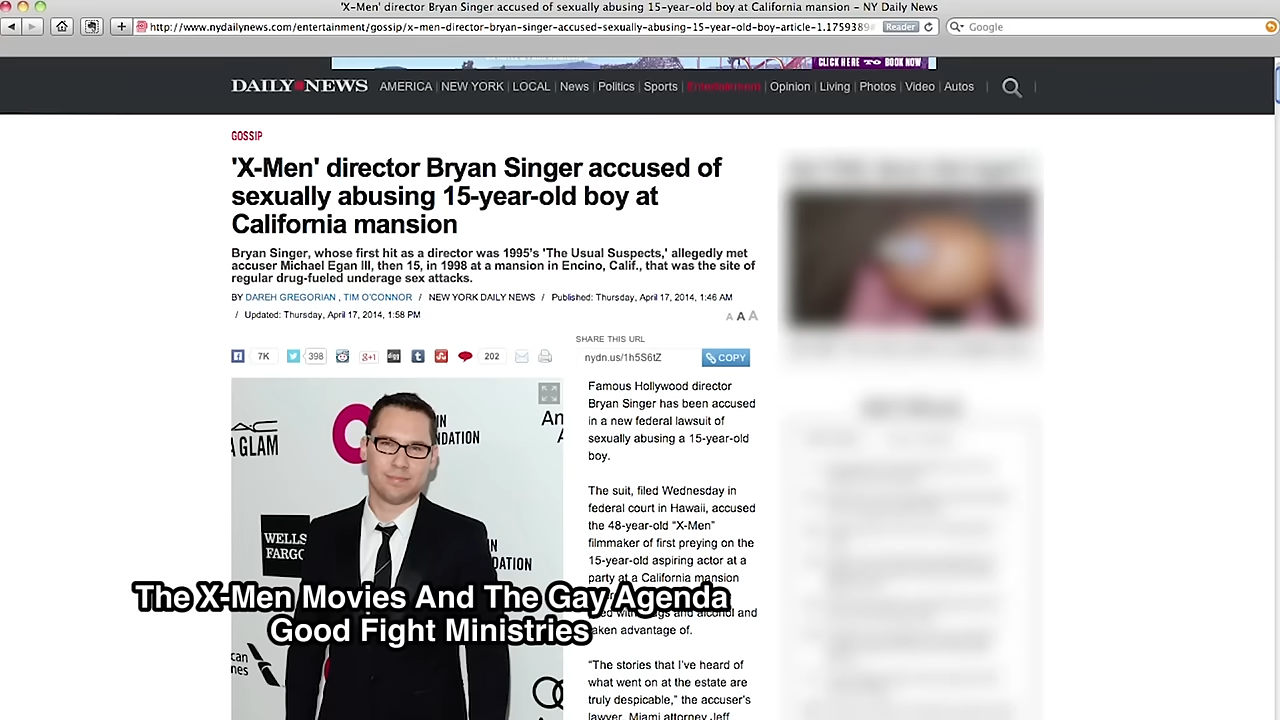 'X-Men' director Bryan Singer accused of sexually abusing 15-year-old boy at California mansion – NY Daily News
http://www.nydailynews.com/entertainment/gossip/x-men-director-bryan-singer-accused-sexually-abusing-15-year-old-boy-article-1.1759389
Reader
Google
CLICK HERE TO BOOK NOW
DAILY NEWS AMERICA | NEW YORK | LOCAL | News | Politics | Sports | Entertainment | Opinion | Living | Photos | Video | Autos
GOSSIP
'X-Men' director Bryan Singer accused of
sexually abusing 15-year-old boy at
California mansion
Bryan Singer, whose first hit as a director was 1995's 'The Usual Suspects,' allegedly met
accuser Michael Egan III, then 15, in 1998 at a mansion in Encino, Calif., that was the site of
regular drug-fueled underage sex attacks.
BY DAREH GREGORIAN , TIM O'CONNOR / NEW YORK DAILY NEWS / Published: Thursday, April 17, 2014, 1:46 AM
/ Updated: Thursday, April 17, 2014, 1:58 PM
A A A
SHARE THIS URL
7K
398
g+1
digg
202
nydn.us/1h5S6tZ
COPY
Famous Hollywood director
Bryan Singer has been accused
in a new federal lawsuit of
sexually abusing a 15-year-old
boy.
The suit, filed Wednesday in
federal court in Hawaii, accused
the 48-year-old "X-Men"
filmmaker of first preying on the
15-year-old aspiring actor at a
party at a California mansion
and alcohol and
taken advantage of.
"The stories that I've heard of
what went on at the estate are
truly despicable," the accuser's
lawyer, Miami attorney Jeff
MAC
GLAM
WELLS
FARGO
The X-Men Movies And The Gay Agenda
Good Fight Ministries